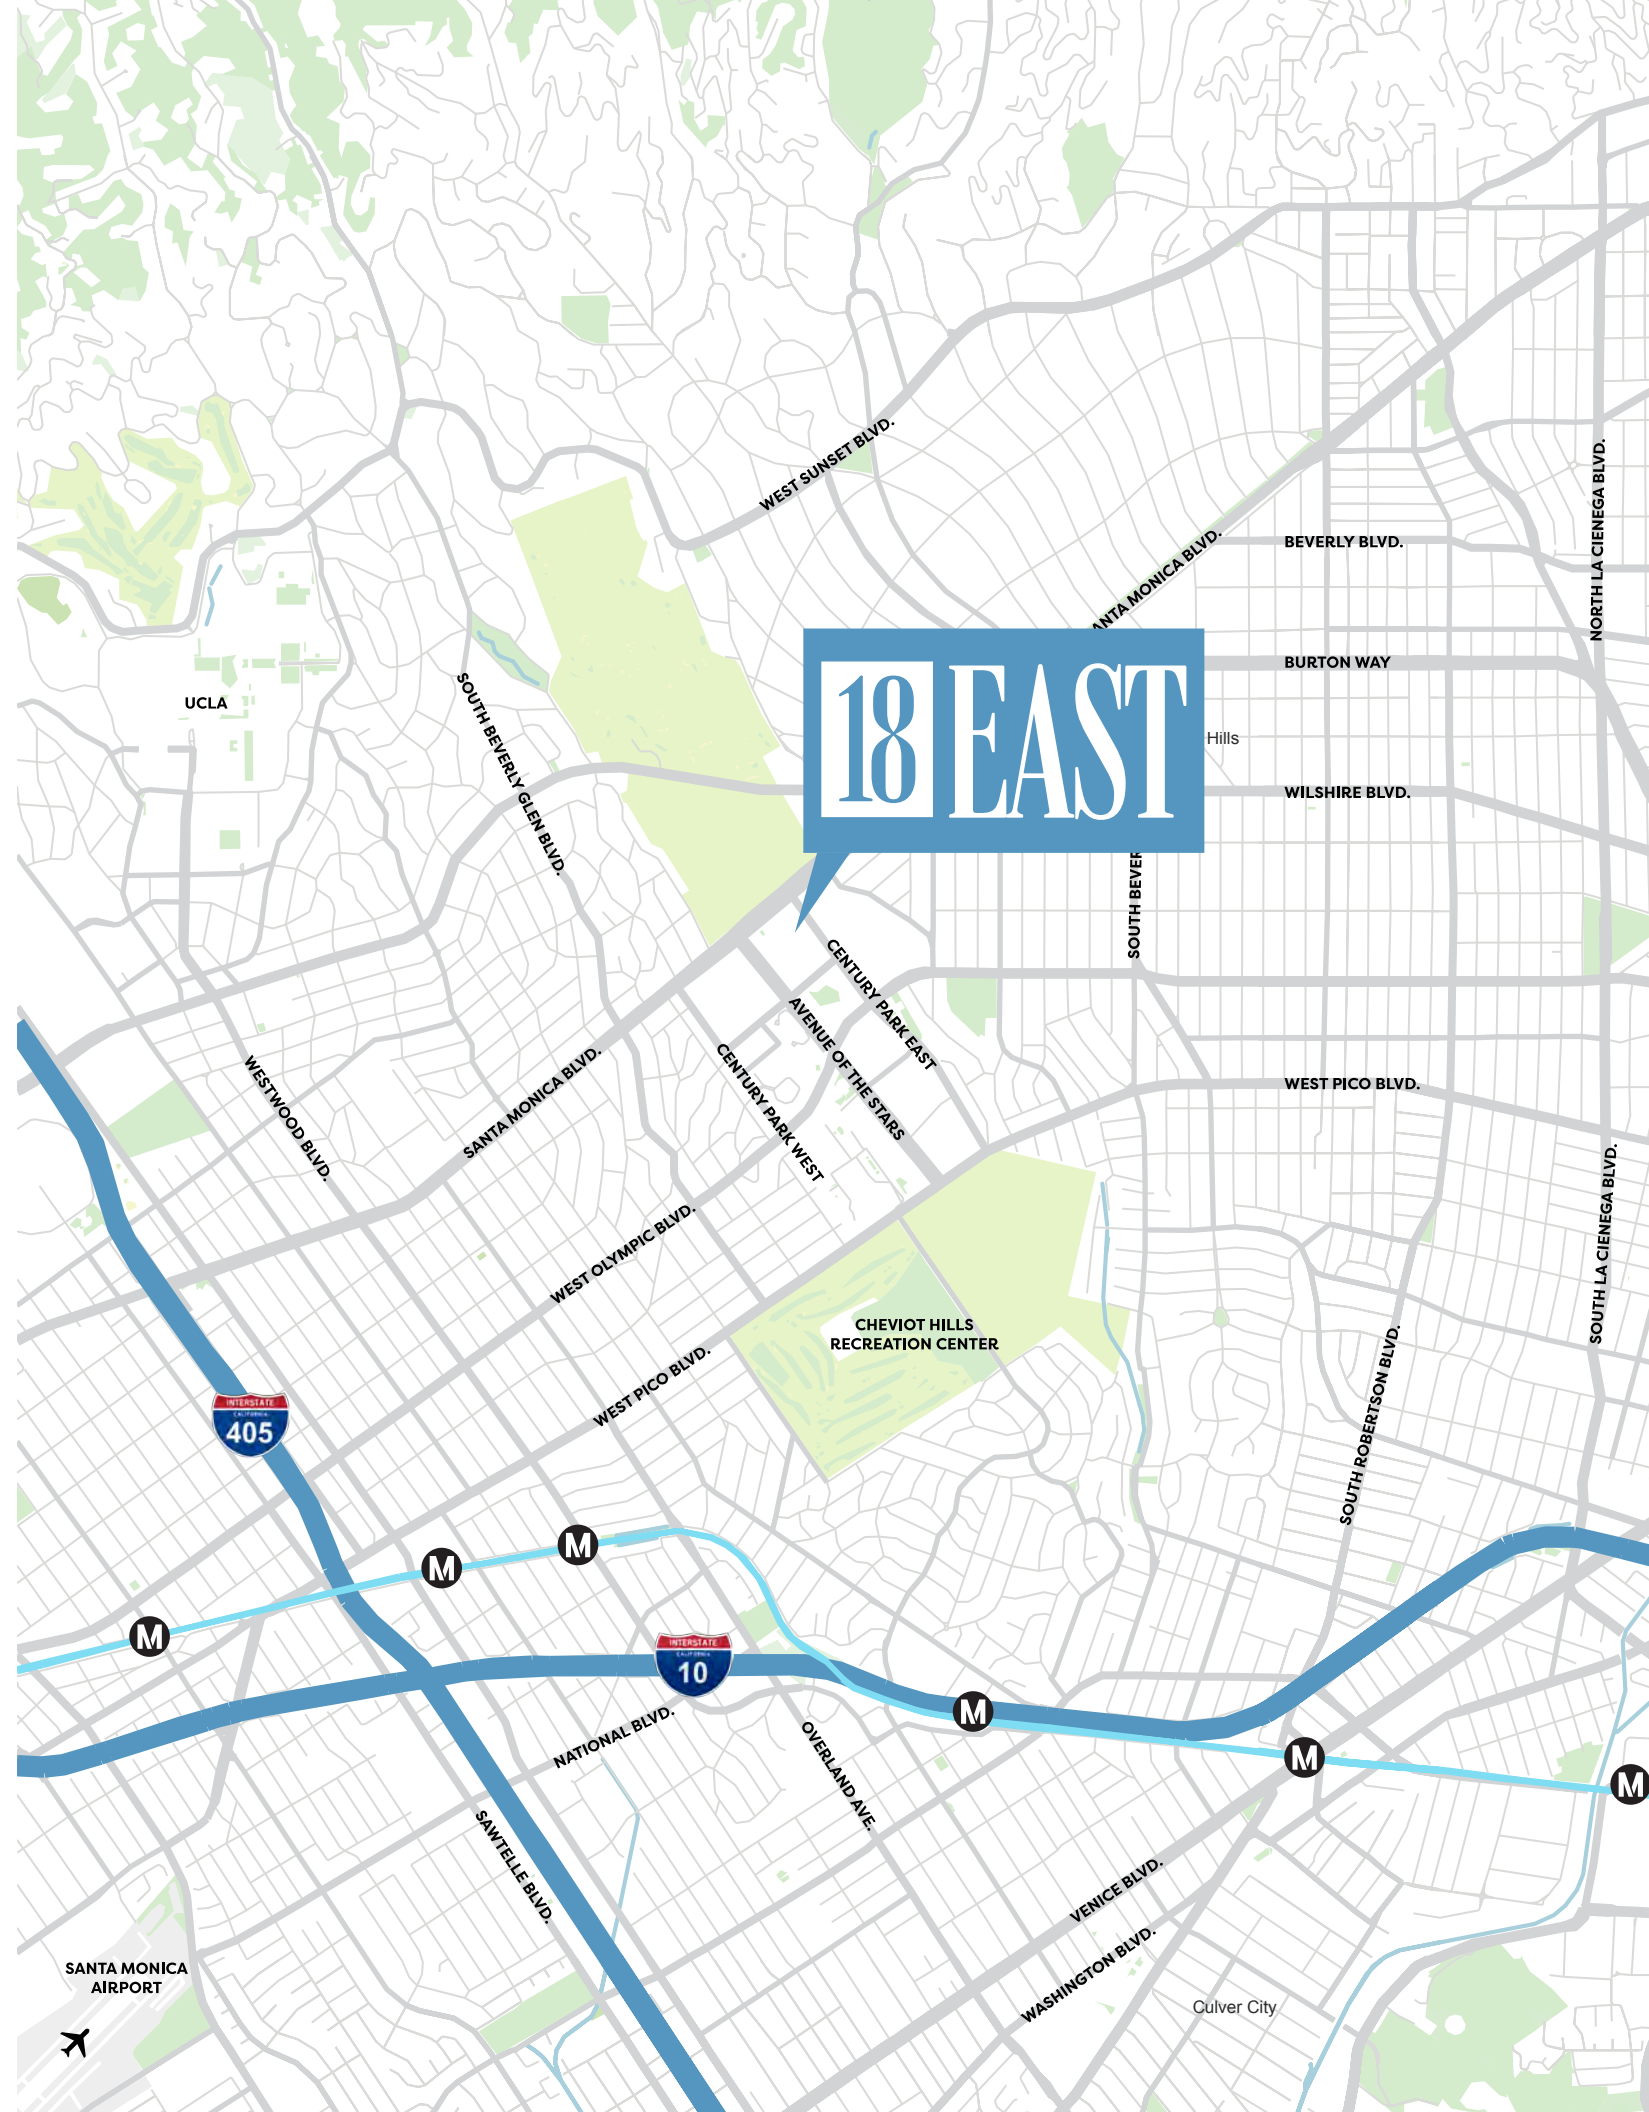 WEST SUNSET BLVD.
NORTH LA CIENEGA BLVD.
BEVERLY BLVD.
ANTA MONICA BLVD.
BURTON WAY
18 EAST
UCLA
SOUTH BEVERLY GLEN BLVD.
Hills
WILSHIRE BLVD.
SOUTH BEVER
CENTURY PARK EAST
AVENUE OF THE STARS
CENTURY PARK WEST
WESTWOOD BLVD.
SANTA MONICA BLVD.
WEST PICO BLVD.
SOUTH LA CIENEGA BLVD.
WEST OLYMPIC BLVD.
CHEVIOT HILLS
RECREATION CENTER
WEST PICO BLVD.
SOUTH ROBERTSON BLVD.
INTERSTATE
CALIFORNIA
405
M
M
M
INTERSTATE
CALIFORNIA
10
M
M
M
NATIONAL BLVD.
OVERLAND AVE.
SAWTELLE BLVD.
VENICE BLVD.
WASHINGTON BLVD.
SANTA MONICA
AIRPORT
Culver City